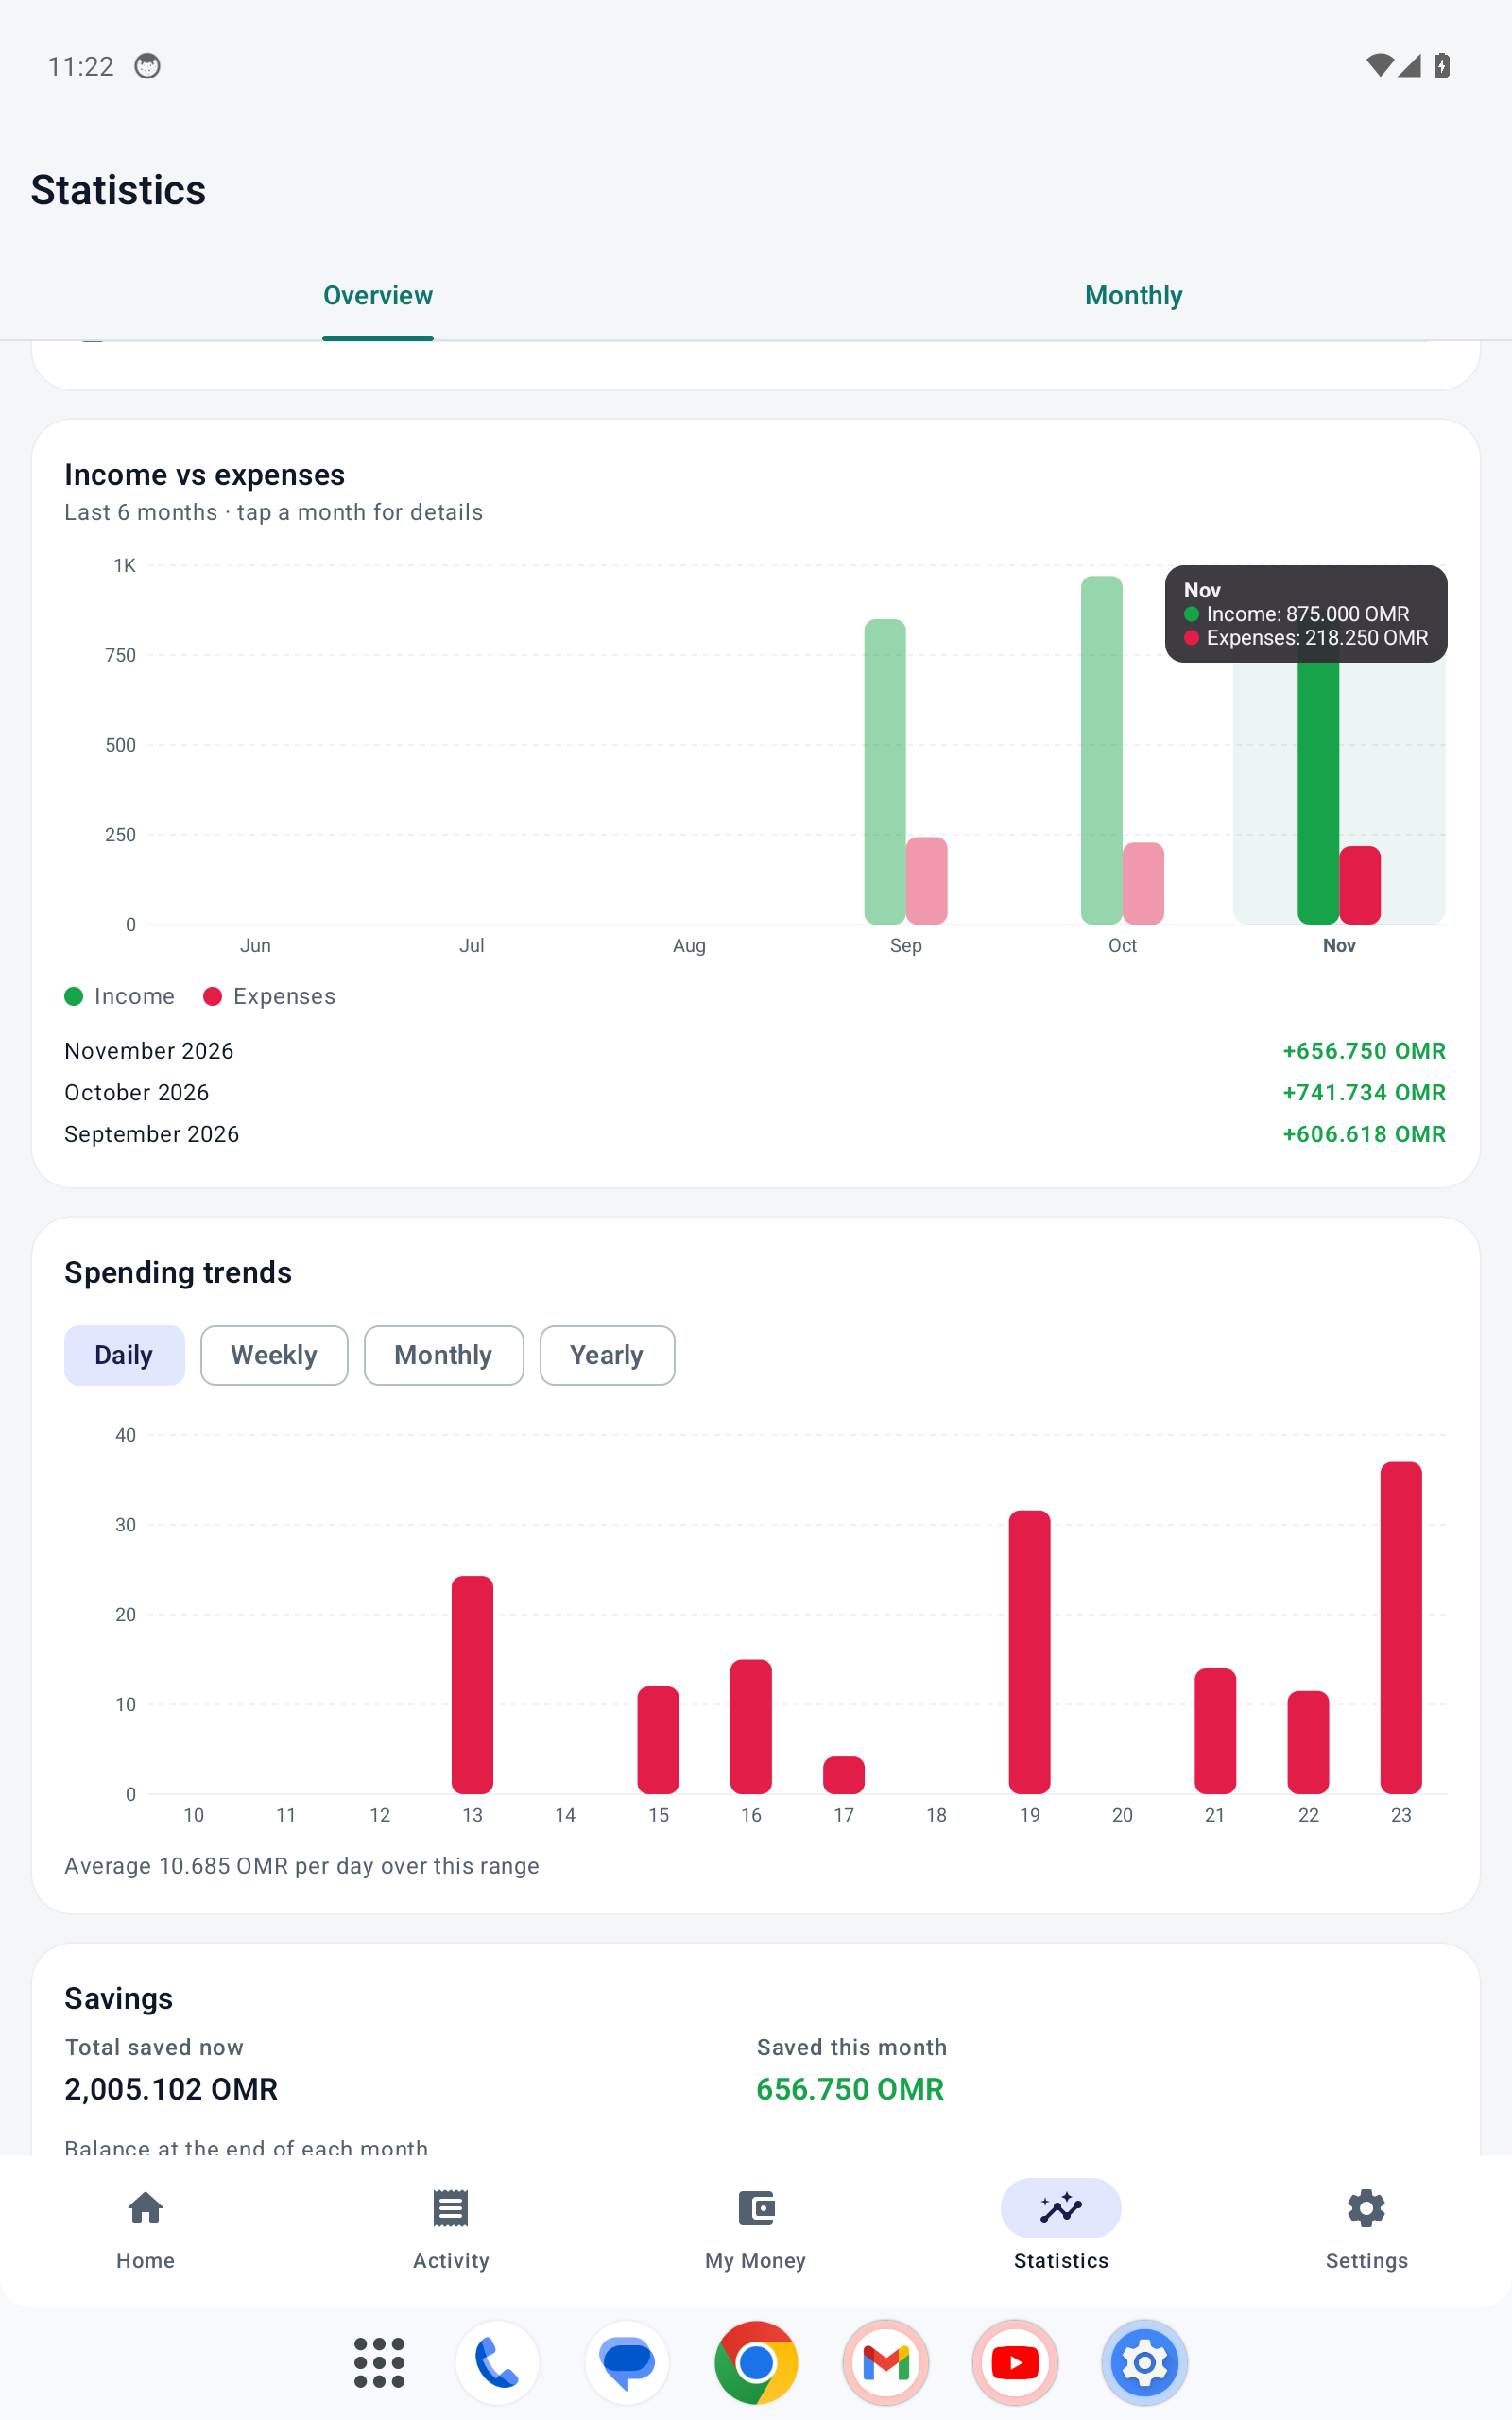 11:22
Statistics
Overview
Monthly
Income vs expenses
Last 6 months · tap a month for details
1K
750
500
250
0
Nov
Income: 875.000 OMR
Expenses: 218.250 OMR
Jun
Jul
Aug
Sep
Oct
Nov
Income
Expenses
November 2026
+656.750 OMR
October 2026
+741.734 OMR
September 2026
+606.618 OMR
Spending trends
Daily
Weekly
Monthly
Yearly
40
30
20
10
0
10
11
12
13
14
15
16
17
18
19
20
21
22
23
Average 10.685 OMR per day over this range
Savings
Total saved now
Saved this month
2,005.102 OMR
656.750 OMR
Balance at the end of each month
Home
Activity
My Money
Statistics
Settings